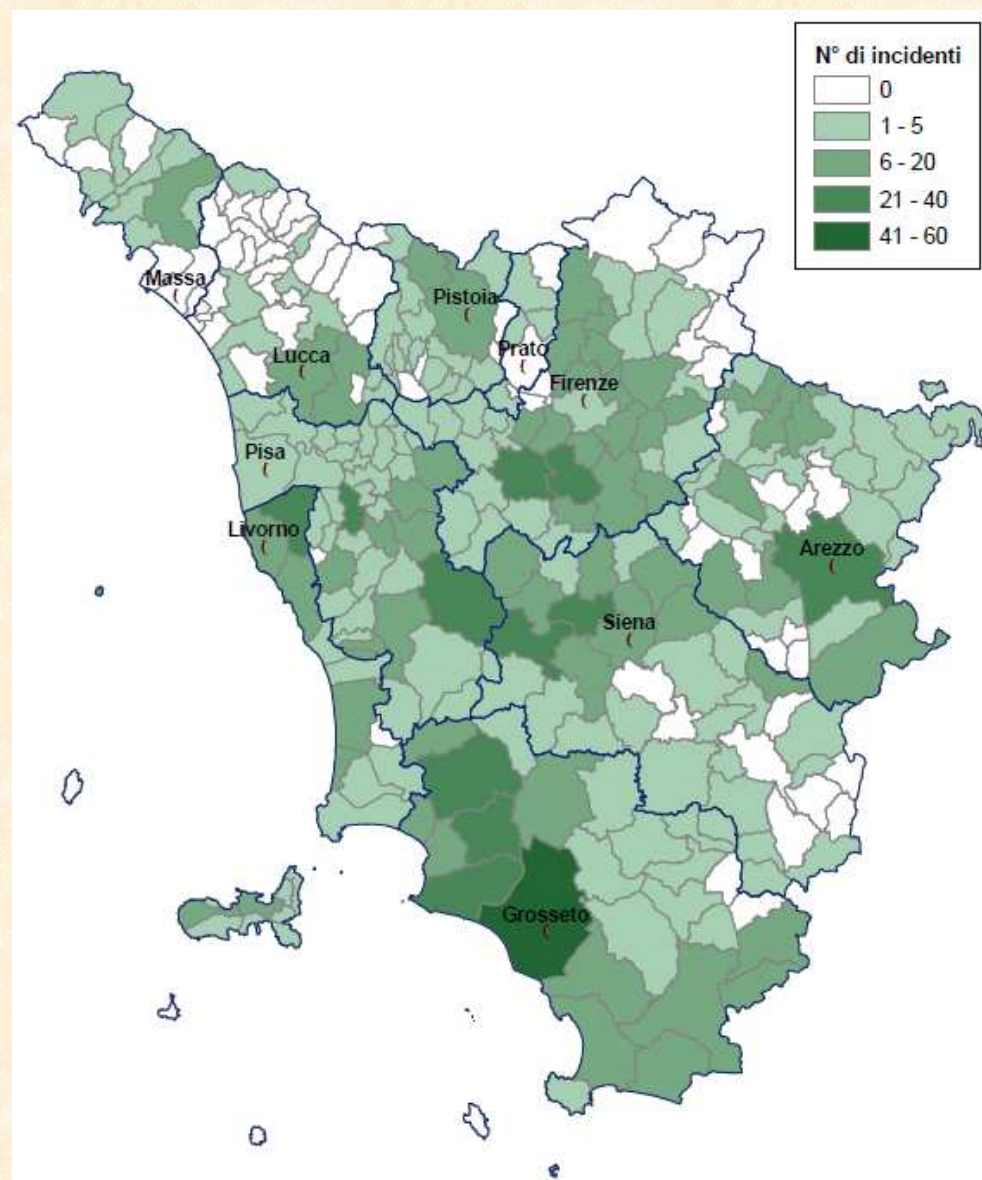 N° di incidenti
0
1 - 5
6 - 20
21 - 40
41 - 60
Massa
Pistoia
Prato
Lucca
Firenze
Pisa
Livorno
Arezzo
Siena
Grosseto